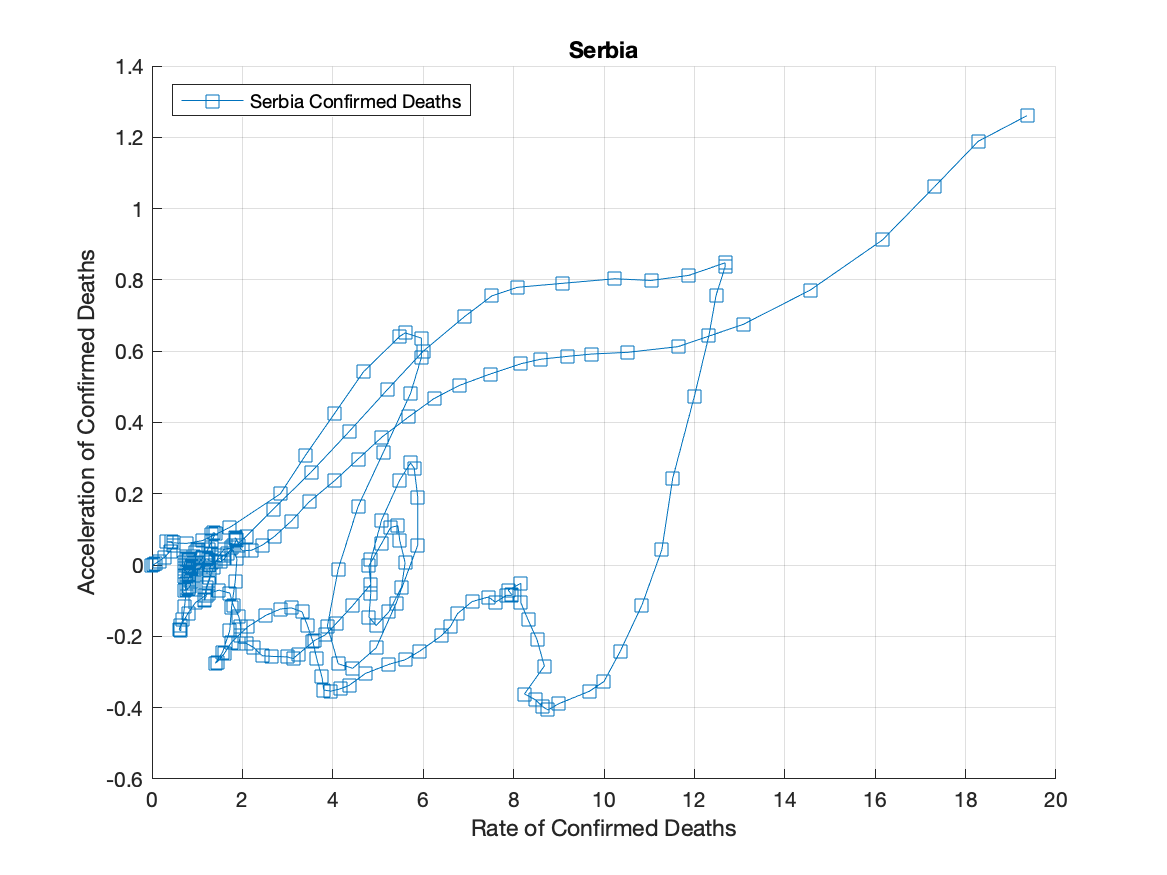 Serbia
Serbia Confirmed Deaths
1.4
1.2
1
0.8
0.6
0.4
0.2
0
-0.2
-0.4
-0.6
Acceleration of Confirmed Deaths
0 2 4 6 8 10 12 14 16 18 20
Rate of Confirmed Deaths